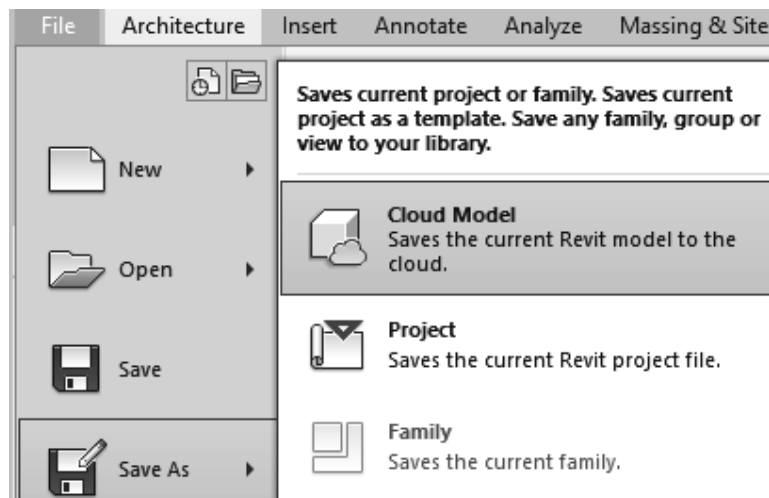 File Architecture Insert Annotate Analyze Massing & Site
Saves current project or family. Saves current
project as a template. Save any family, group or
view to your library.
New
Cloud Model
Saves the current Revit model to the
cloud.
Open
Project
Saves the current Revit project file.
Save
Family
Saves the current family.
Save As